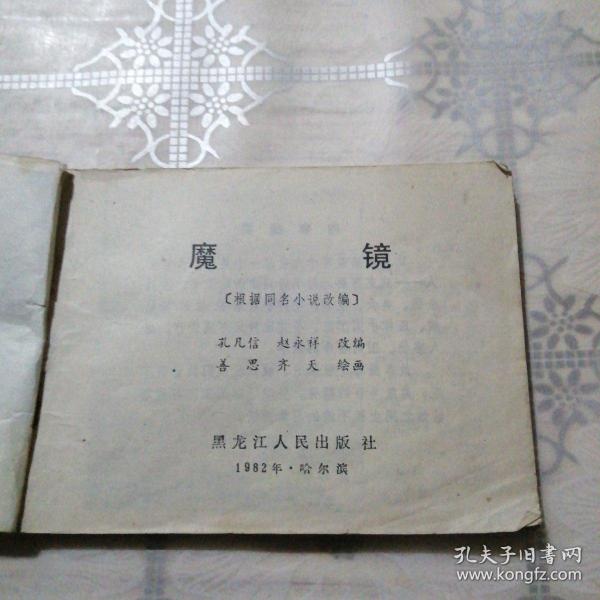 魔 镜
〔根据同名小说改编〕
孔凡信 赵永祥 改编
善思 齐天 绘画
黑龙江人民出版社
1982年·哈尔滨
孔夫子旧书网
www.kongfz.com